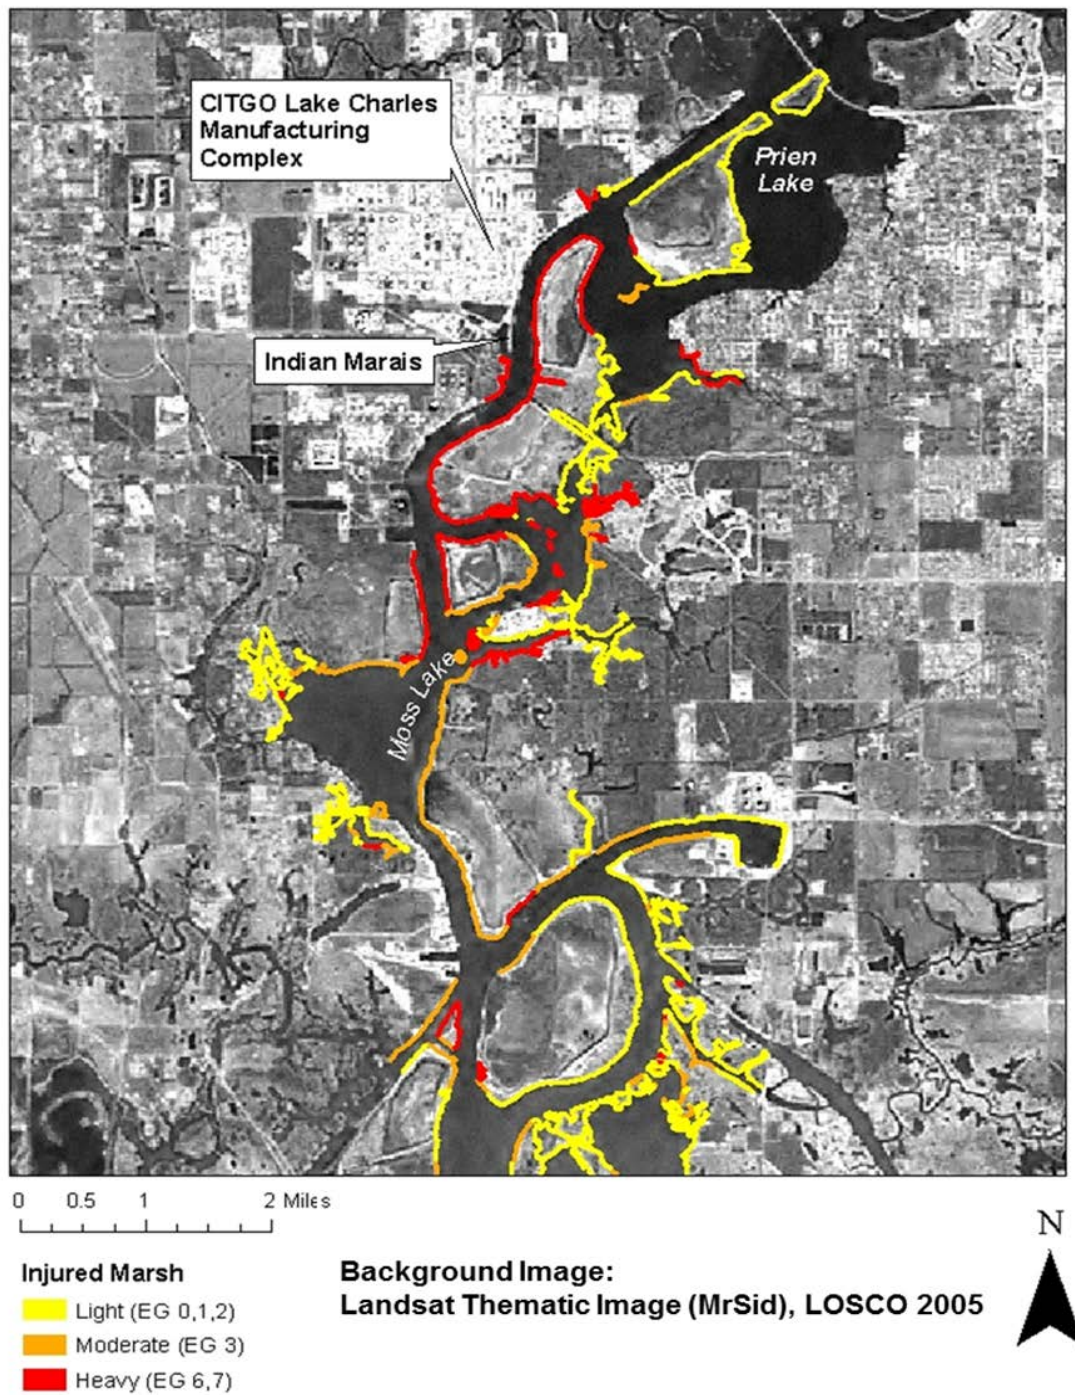 CITGO Lake Charles
Manufacturing
Complex
Prien
Lake
Indian Marais
Moss Lake
0 0.5 1 2 Miles
N
Injured Marsh
Light (EG 0,1,2)
Moderate (EG 3)
Heavy (EG 6,7)
Background Image:
Landsat Thematic Image (MrSid), LOSCO 2005